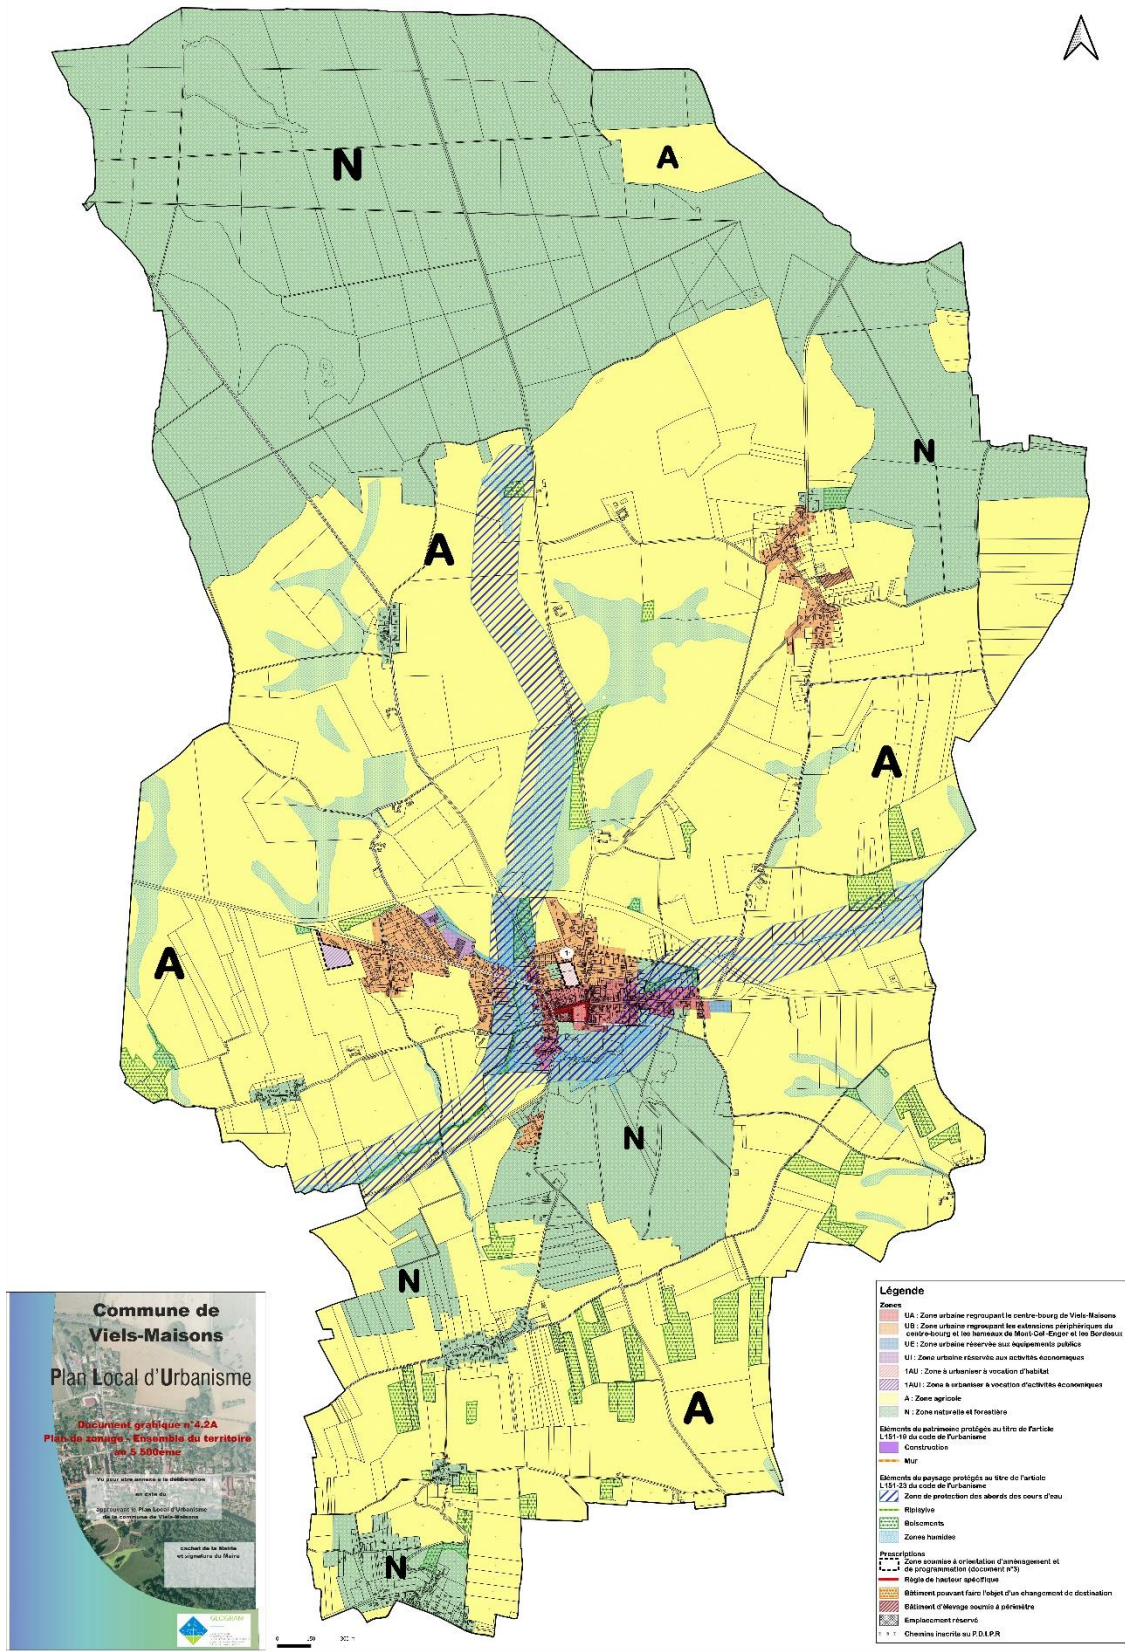 N
A
N
A
A
A
1
N
N
A
N
Commune de
Viels-Maisons
Plan Local d'Urbanisme
Document graphique n°4.2A
Plan de zonage - Ensemble du territoire
au 5 500ème
Vu pour être annexé à la délibération
en date du
approuvant le Plan Local d'Urbanisme
de la commune de Viels-Maisons
Cachet de la Mairie
et signature du Maire
GEOGRAM
Légende
Zones
UA : Zone urbaine regroupant le centre-bourg de Viels-Maisons
UB : Zone urbaine regroupant les extensions périphériques du
centre-bourg et les hameaux de Mont-Cel-Enger et les Bordeaux
UE : Zone urbaine réservée aux équipements publics
UI : Zone urbaine réservée aux activités économiques
1AU : Zone à urbaniser à vocation d'habitat
1AUI : Zone à urbaniser à vocation d'activités économiques
A : Zone agricole
N : Zone naturelle et forestière
Eléments du patrimoine protégés au titre de l'article
L151-19 du code de l'urbanisme
Construction
Mur
Eléments du paysage protégés au titre de l'article
L151-23 du code de l'urbanisme
Zone de protection des abords des cours d'eau
Ripisylve
Boisements
Zones humides
Prescriptions
Zone soumise à orientation d'aménagement et
de programmation (document n°3)
Règle de hauteur spécifique
Bâtiment pouvant faire l'objet d'un changement de destination
Bâtiment d'élevage soumis à périmètre
Emplacement réservé
Chemins inscrits au P.D.I.P.R